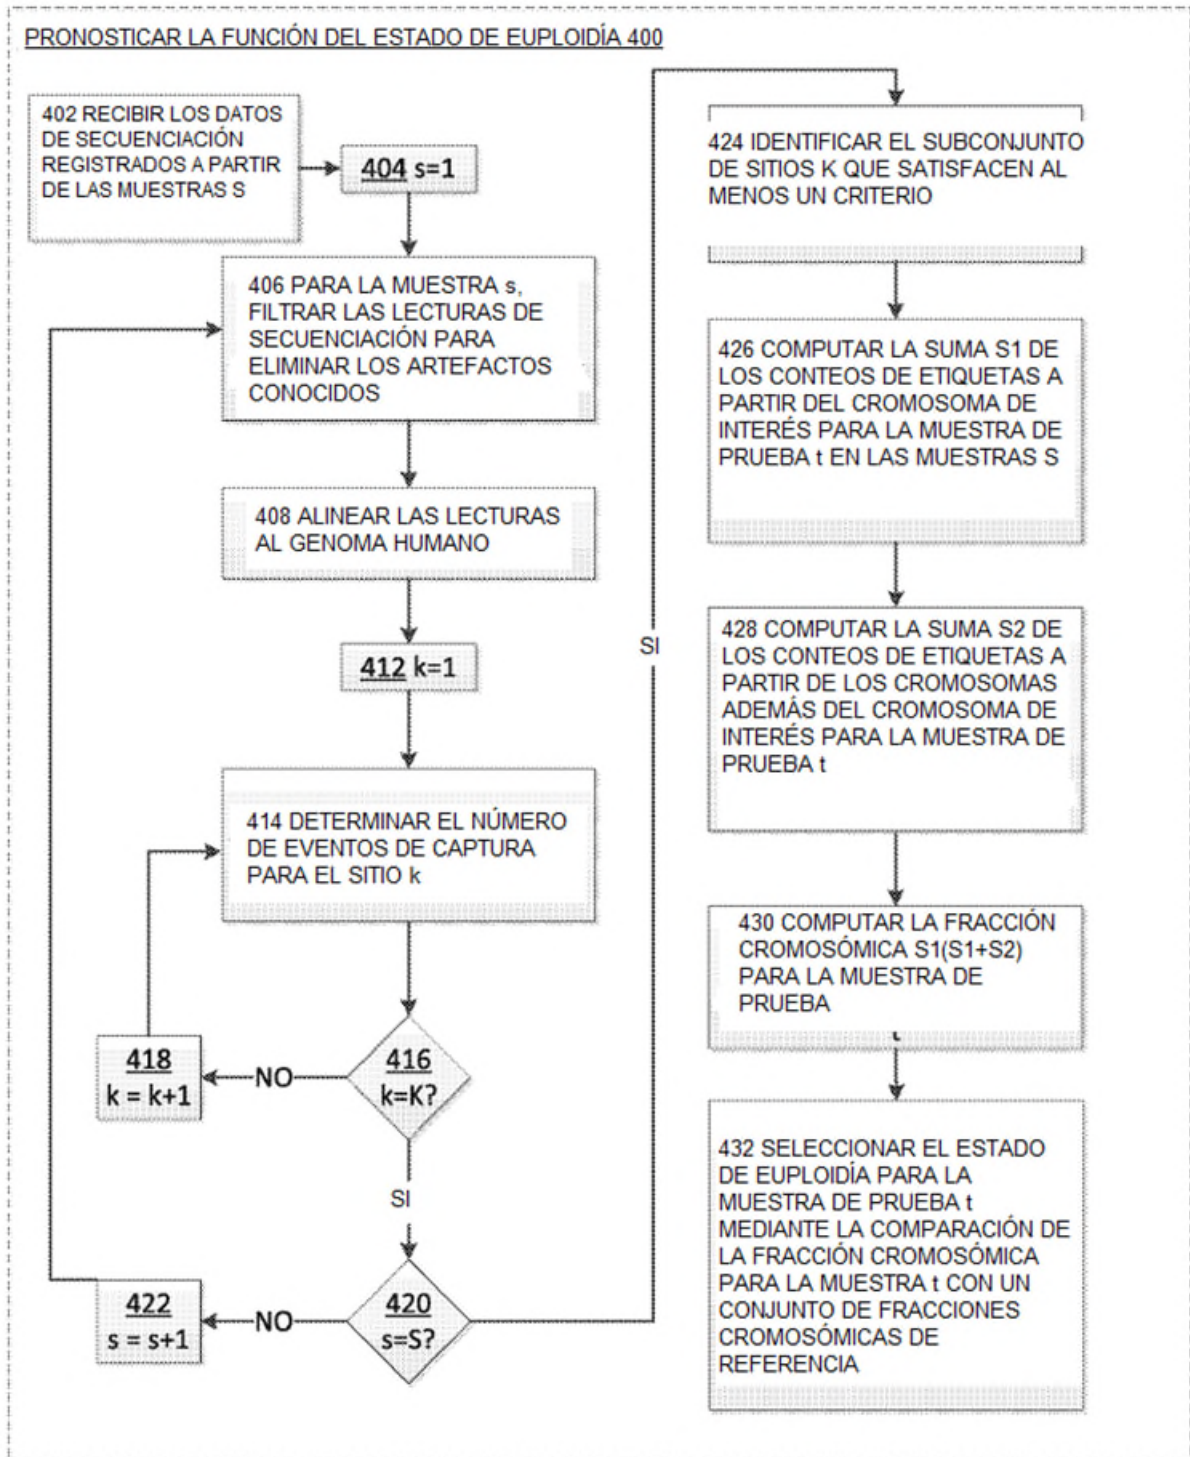 PRONOSTICAR LA FUNCIÓN DEL ESTADO DE EUPLOIDÍA 400
402 RECIBIR LOS DATOS
DE SECUENCIACIÓN
REGISTRADOS A PARTIR
DE LAS MUESTRAS S
404 s=1
406 PARA LA MUESTRA s,
FILTRAR LAS LECTURAS DE
SECUENCIACIÓN PARA
ELIMINAR LOS ARTEFACTOS
CONOCIDOS
408 ALINEAR LAS LECTURAS
AL GENOMA HUMANO
412 k=1
414 DETERMINAR EL NÚMERO
DE EVENTOS DE CAPTURA
PARA EL SITIO k
416
k=K?
NO
418
k = k+1
SI
420
s=S?
NO
422
s = s+1
SI
424 IDENTIFICAR EL SUBCONJUNTO
DE SITIOS K QUE SATISFACEN AL
MENOS UN CRITERIO
426 COMPUTAR LA SUMA S1 DE
LOS CONTEOS DE ETIQUETAS A
PARTIR DEL CROMOSOMA DE
INTERÉS PARA LA MUESTRA DE
PRUEBA t EN LAS MUESTRAS S
428 COMPUTAR LA SUMA S2 DE
LOS CONTEOS DE ETIQUETAS A
PARTIR DE LOS CROMOSOMAS
ADEMÁS DEL CROMOSOMA DE
INTERÉS PARA LA MUESTRA DE
PRUEBA t
430 COMPUTAR LA FRACCIÓN
CROMOSÓMICA S1(S1+S2)
PARA LA MUESTRA DE
PRUEBA
t
432 SELECCIONAR EL ESTADO
DE EUPLOIDÍA PARA LA
MUESTRA DE PRUEBA t
MEDIANTE LA COMPARACIÓN DE
LA FRACCIÓN CROMOSÓMICA
PARA LA MUESTRA t CON UN
CONJUNTO DE FRACCIONES
CROMOSÓMICAS DE
REFERENCIA